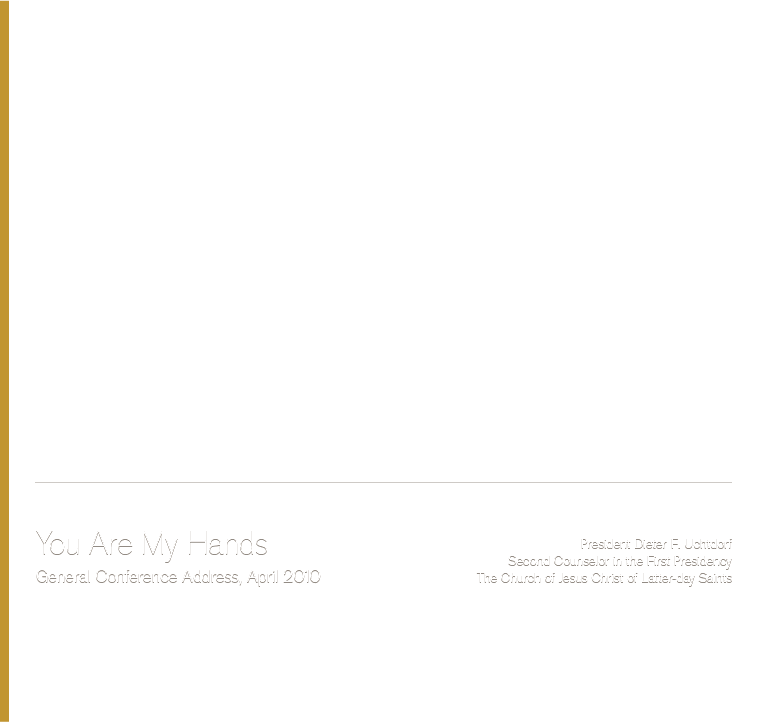 You Are My Hands
General Conference Address, April 2010
President Dieter F. Uchtdorf
Second Counselor in the First Presidency
The Church of Jesus Christ of Latter-day Saints